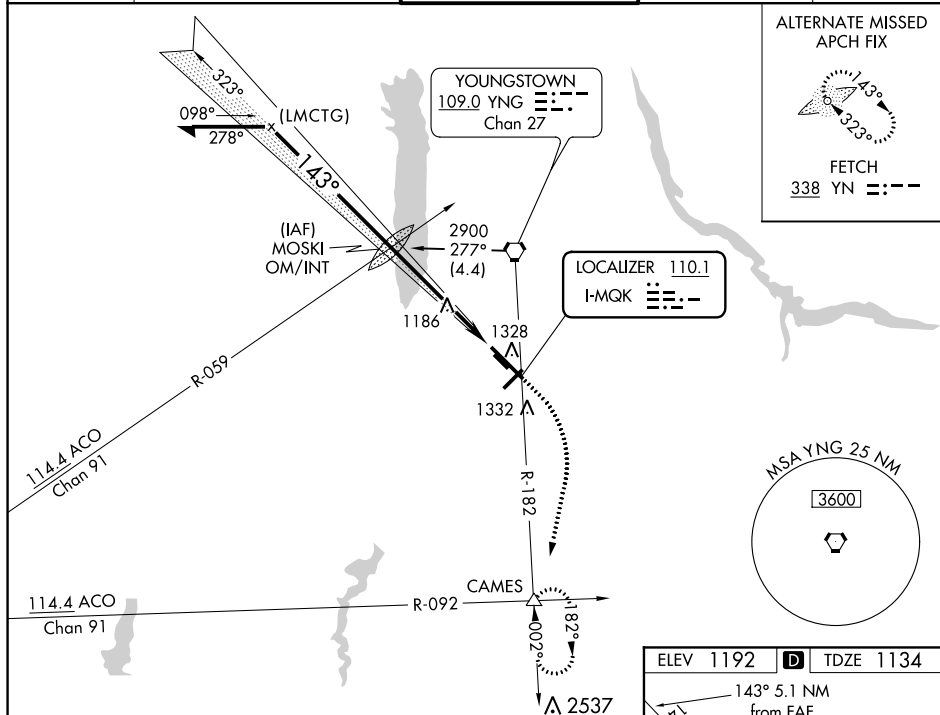 ALTERNATE MISSED
APCH FIX
143°
323°
FETCH
338 YN
YOUNGSTOWN
109.0 YNG
Chan 27
323°
098°
278°
(LMCTG)
143°
(IAF)
MOSKI
OM/INT
2900
277°
(4.4)
LOCALIZER 110.1
I-MQK
1186
1328
1332
R-059
114.4 ACO
Chan 91
R-182
MSA YNG 25 NM
3600
CAMES
114.4 ACO
Chan 91
R-092
002°
182°
2537
ELEV 1192 D TDZE 1134
143° 5.1 NM
from FAF